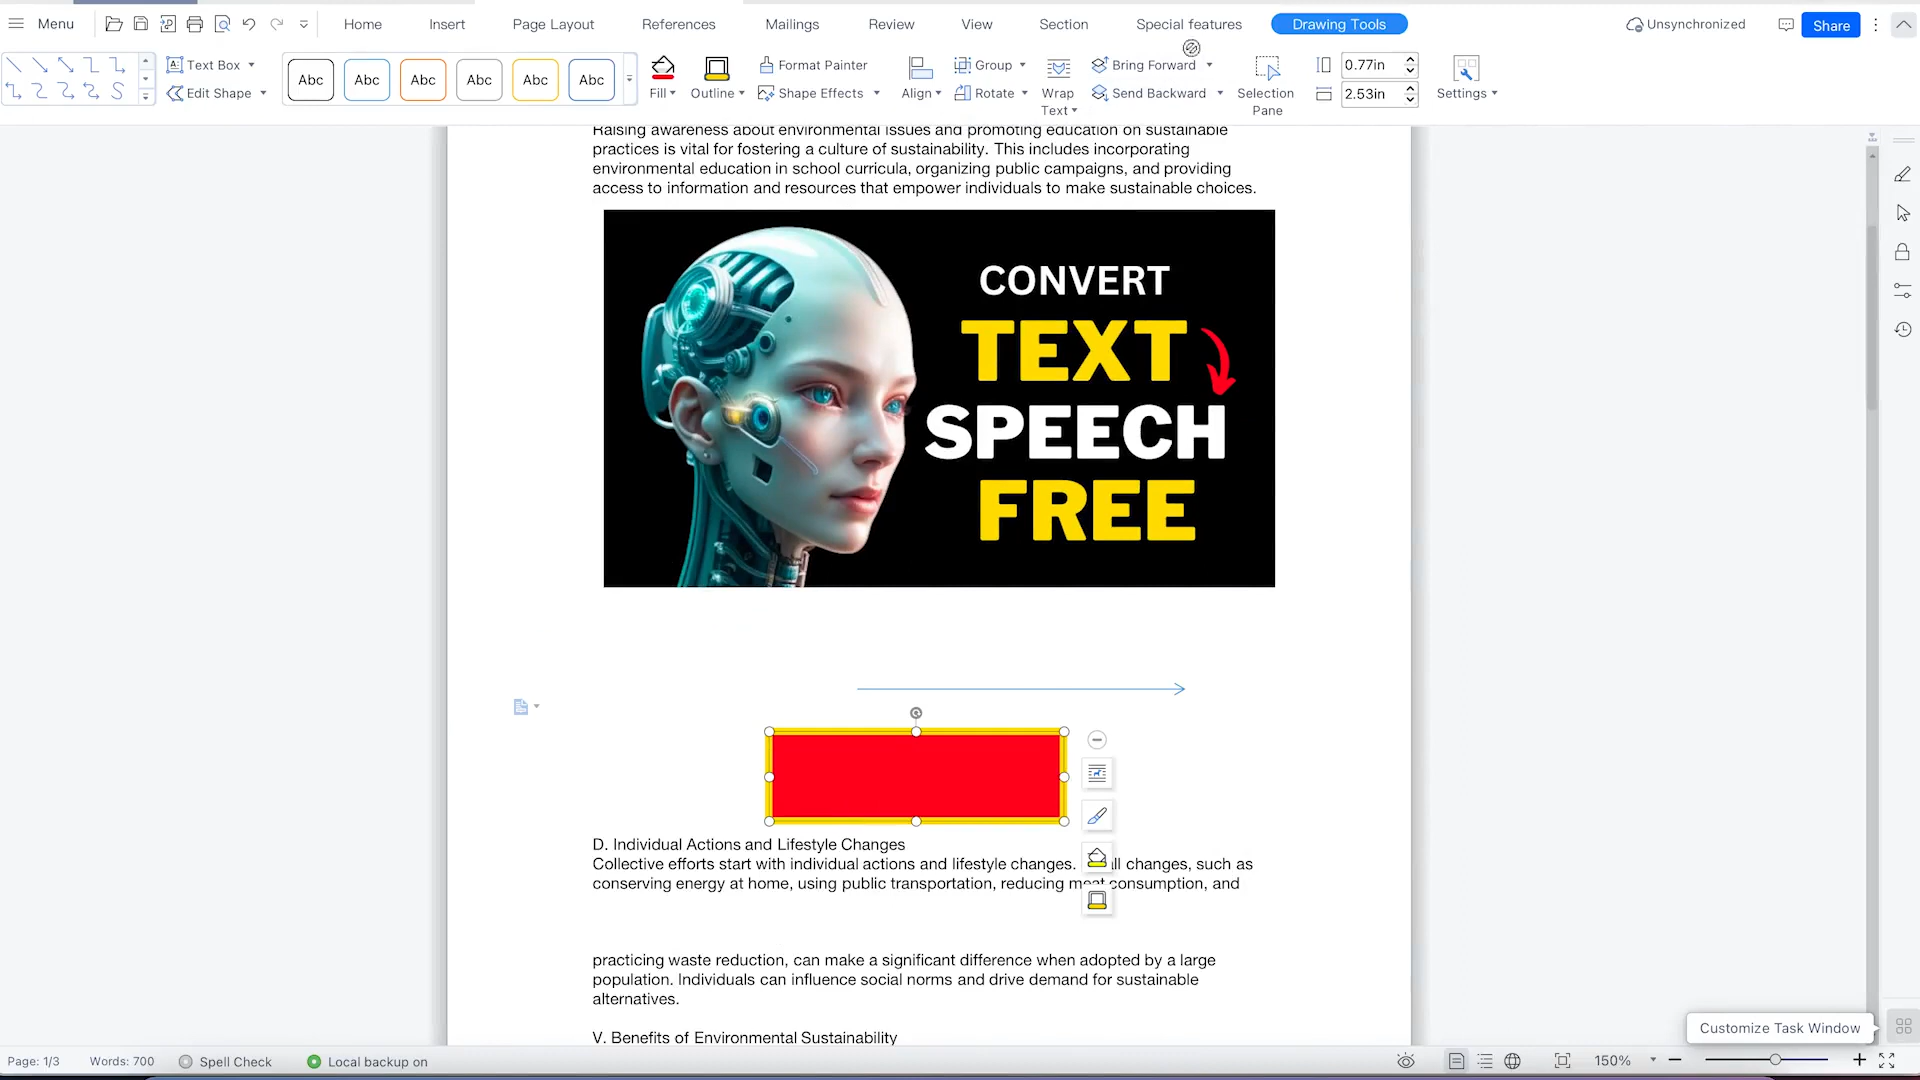 Menu
Home
Insert
Page Layout
References
Mailings
Review
View
Section
Special features
Drawing Tools
Unsynchronized
Share
Text Box
Edit Shape
Abc
Abc
Abc
Abc
Abc
Abc
Fill
Outline
Format Painter
Shape Effects
Align
Group
Rotate
Wrap
Text
Bring Forward
Send Backward
Selection
Pane
0.77in
2.53in
Settings
Raising awareness about environmental issues and promoting education on sustainable
practices is vital for fostering a culture of sustainability. This includes incorporating
environmental education in school curricula, organizing public campaigns, and providing
access to information and resources that empower individuals to make sustainable choices.
CONVERT
TEXT
SPEECH
FREE
D. Individual Actions and Lifestyle Changes
Collective efforts start with individual actions and lifestyle changes. ll changes, such as
conserving energy at home, using public transportation, reducing meat consumption, and
practicing waste reduction, can make a significant difference when adopted by a large
population. Individuals can influence social norms and drive demand for sustainable
alternatives.
V. Benefits of Environmental Sustainability
Customize Task Window
Page: 1/3
Words: 700
Spell Check
Local backup on
150%